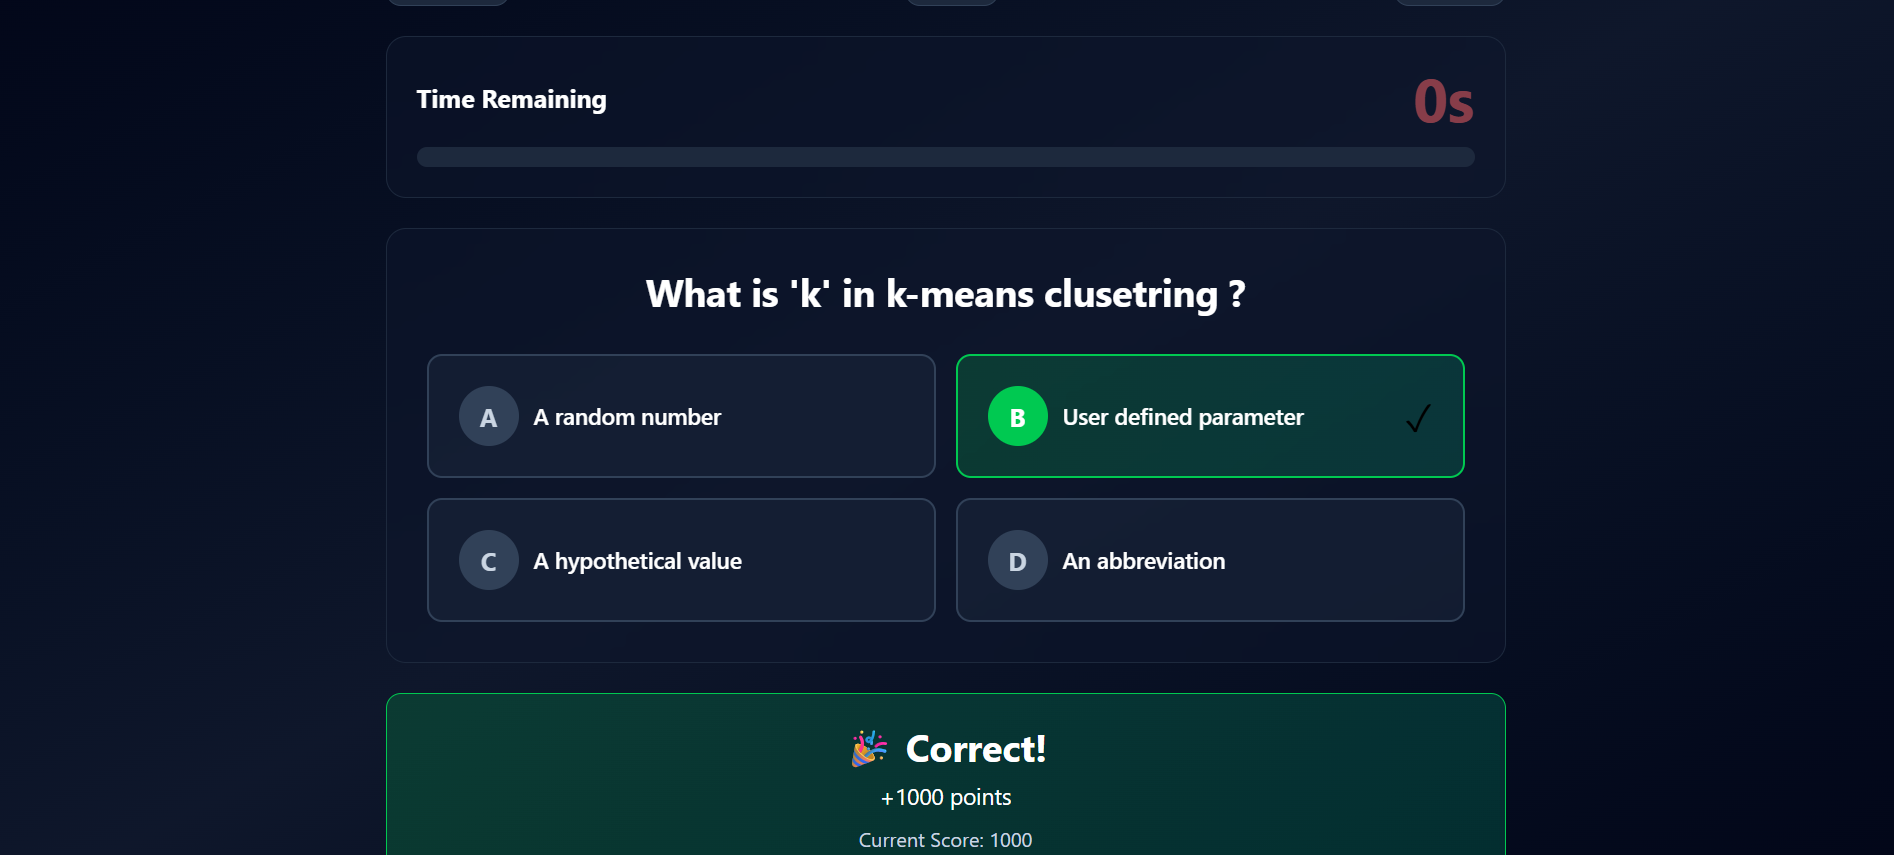 Time Remaining
0s
What is 'k' in k-means clusetring ?
A
A random number
B
User defined parameter
✓
C
A hypothetical value
D
An abbreviation
🎉 Correct!
+1000 points
Current Score: 1000